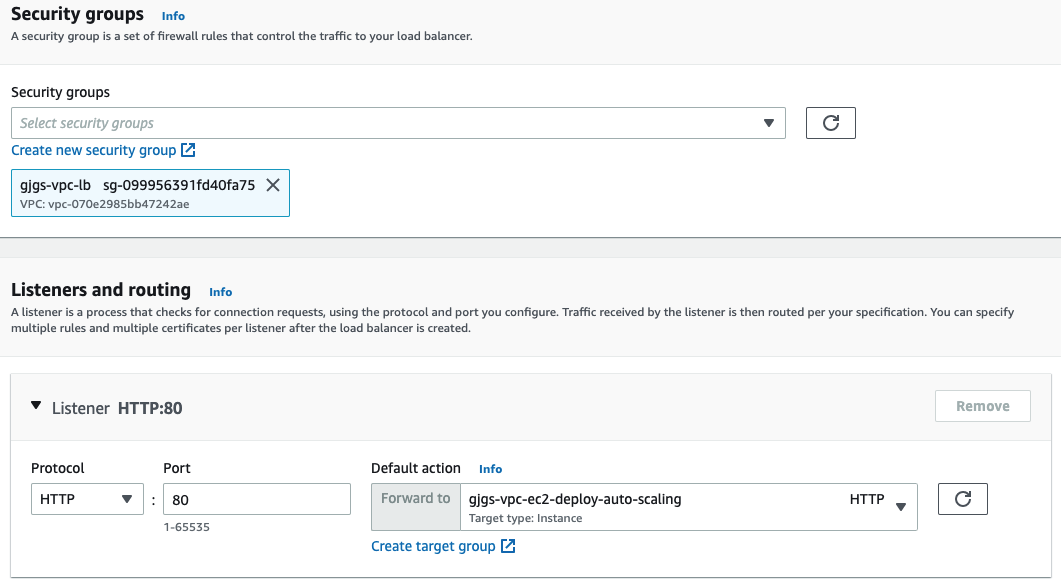 Security groups Info
A security group is a set of firewall rules that control the traffic to your load balancer.
Security groups
Select security groups
Create new security group
gjgs-vpc-lb sg-099956391fd40fa75
VPC: vpc-070e2985bb47242ae
Listeners and routing Info
A listener is a process that checks for connection requests, using the protocol and port you configure. Traffic received by the listener is then routed per your specification. You can specify
multiple rules and multiple certificates per listener after the load balancer is created.
Listener HTTP:80 Remove
Protocol Port Default action Info
HTTP : 80 Forward to gjgs-vpc-ec2-deploy-auto-scaling HTTP
Target type: Instance
1-65535
Create target group